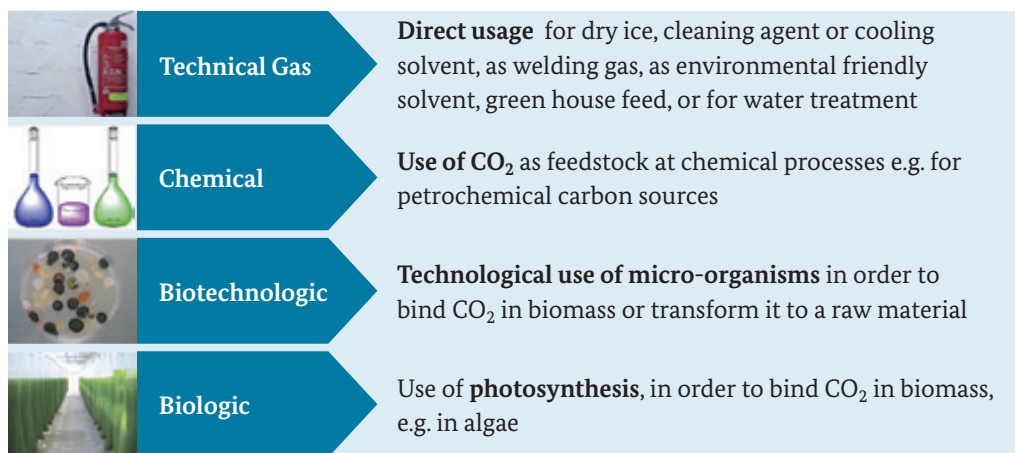 Technical Gas
Direct usage for dry ice, cleaning agent or cooling
solvent, as welding gas, as environmental friendly
solvent, green house feed, or for water treatment
Chemical
Use of CO₂ as feedstock at chemical processes e.g. for
petrochemical carbon sources
Biotechnologic
Technological use of micro-organisms in order to
bind CO₂ in biomass or transform it to a raw material
Biologic
Use of photosynthesis, in order to bind CO₂ in biomass,
e.g. in algae